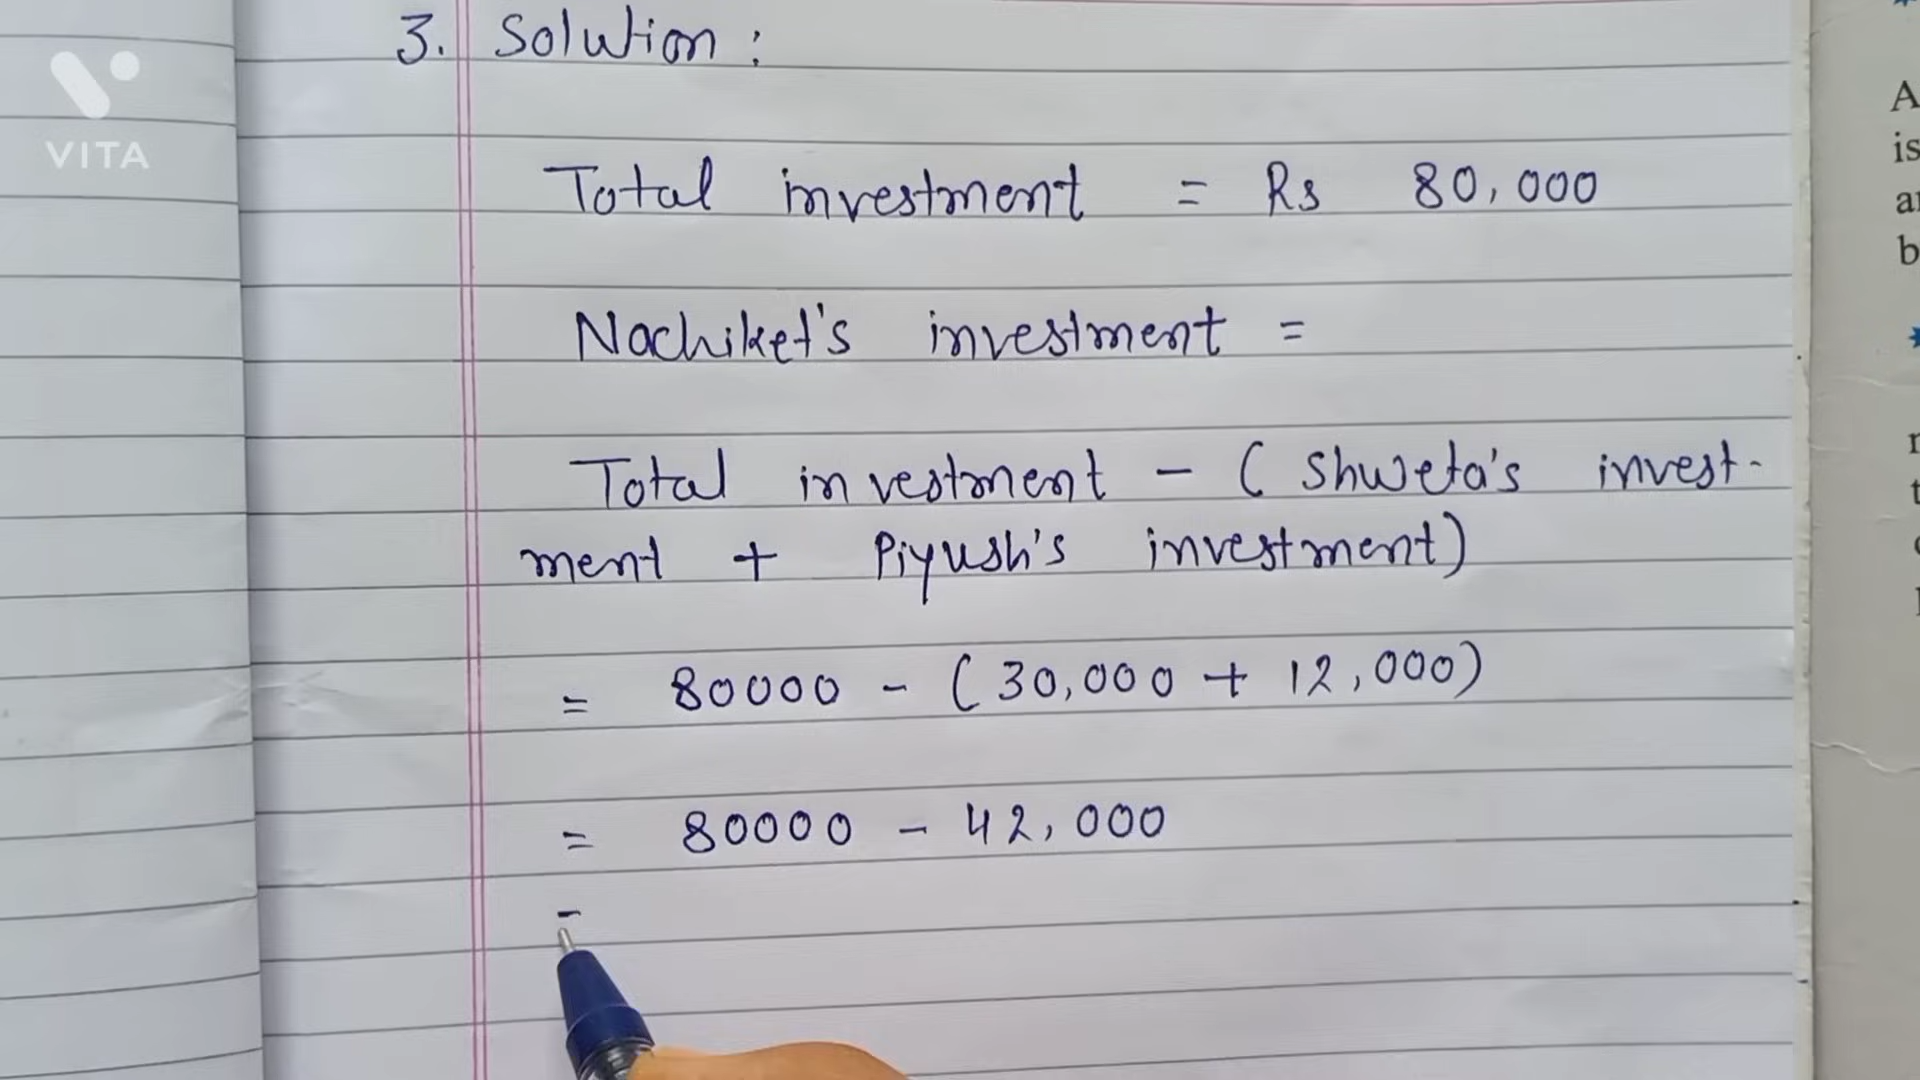 3. Solution :
VITA
Total investment = Rs 80,000
Nachiket's investment =
Total investment - ( Shweta's invest-
ment + Piyush's investment)
= 80000 - ( 30,000 + 12,000)
= 80000 - 42,000
A
is
b